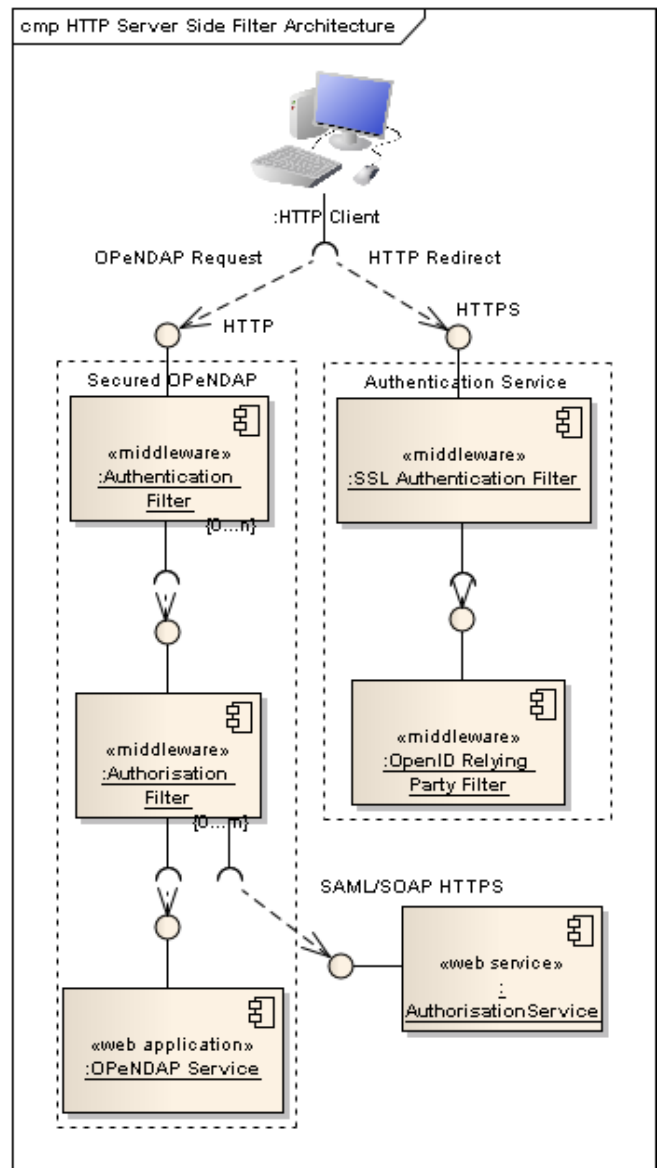 cmp HTTP Server Side Filter Architecture
:HTTP Client
OPeNDAP Request
HTTP Redirect
HTTP
HTTPS
Secured OPeNDAP
«middleware»
:Authentication
Filter
{0...n}
Authentication Service
«middleware»
:SSL Authentication Filter
«middleware»
:Authorisation
Filter
{0...m}
«middleware»
:OpenID Relying
Party Filter
SAML/SOAP HTTPS
«web service»
:
AuthorisationService
«web application»
:OPeNDAP Service